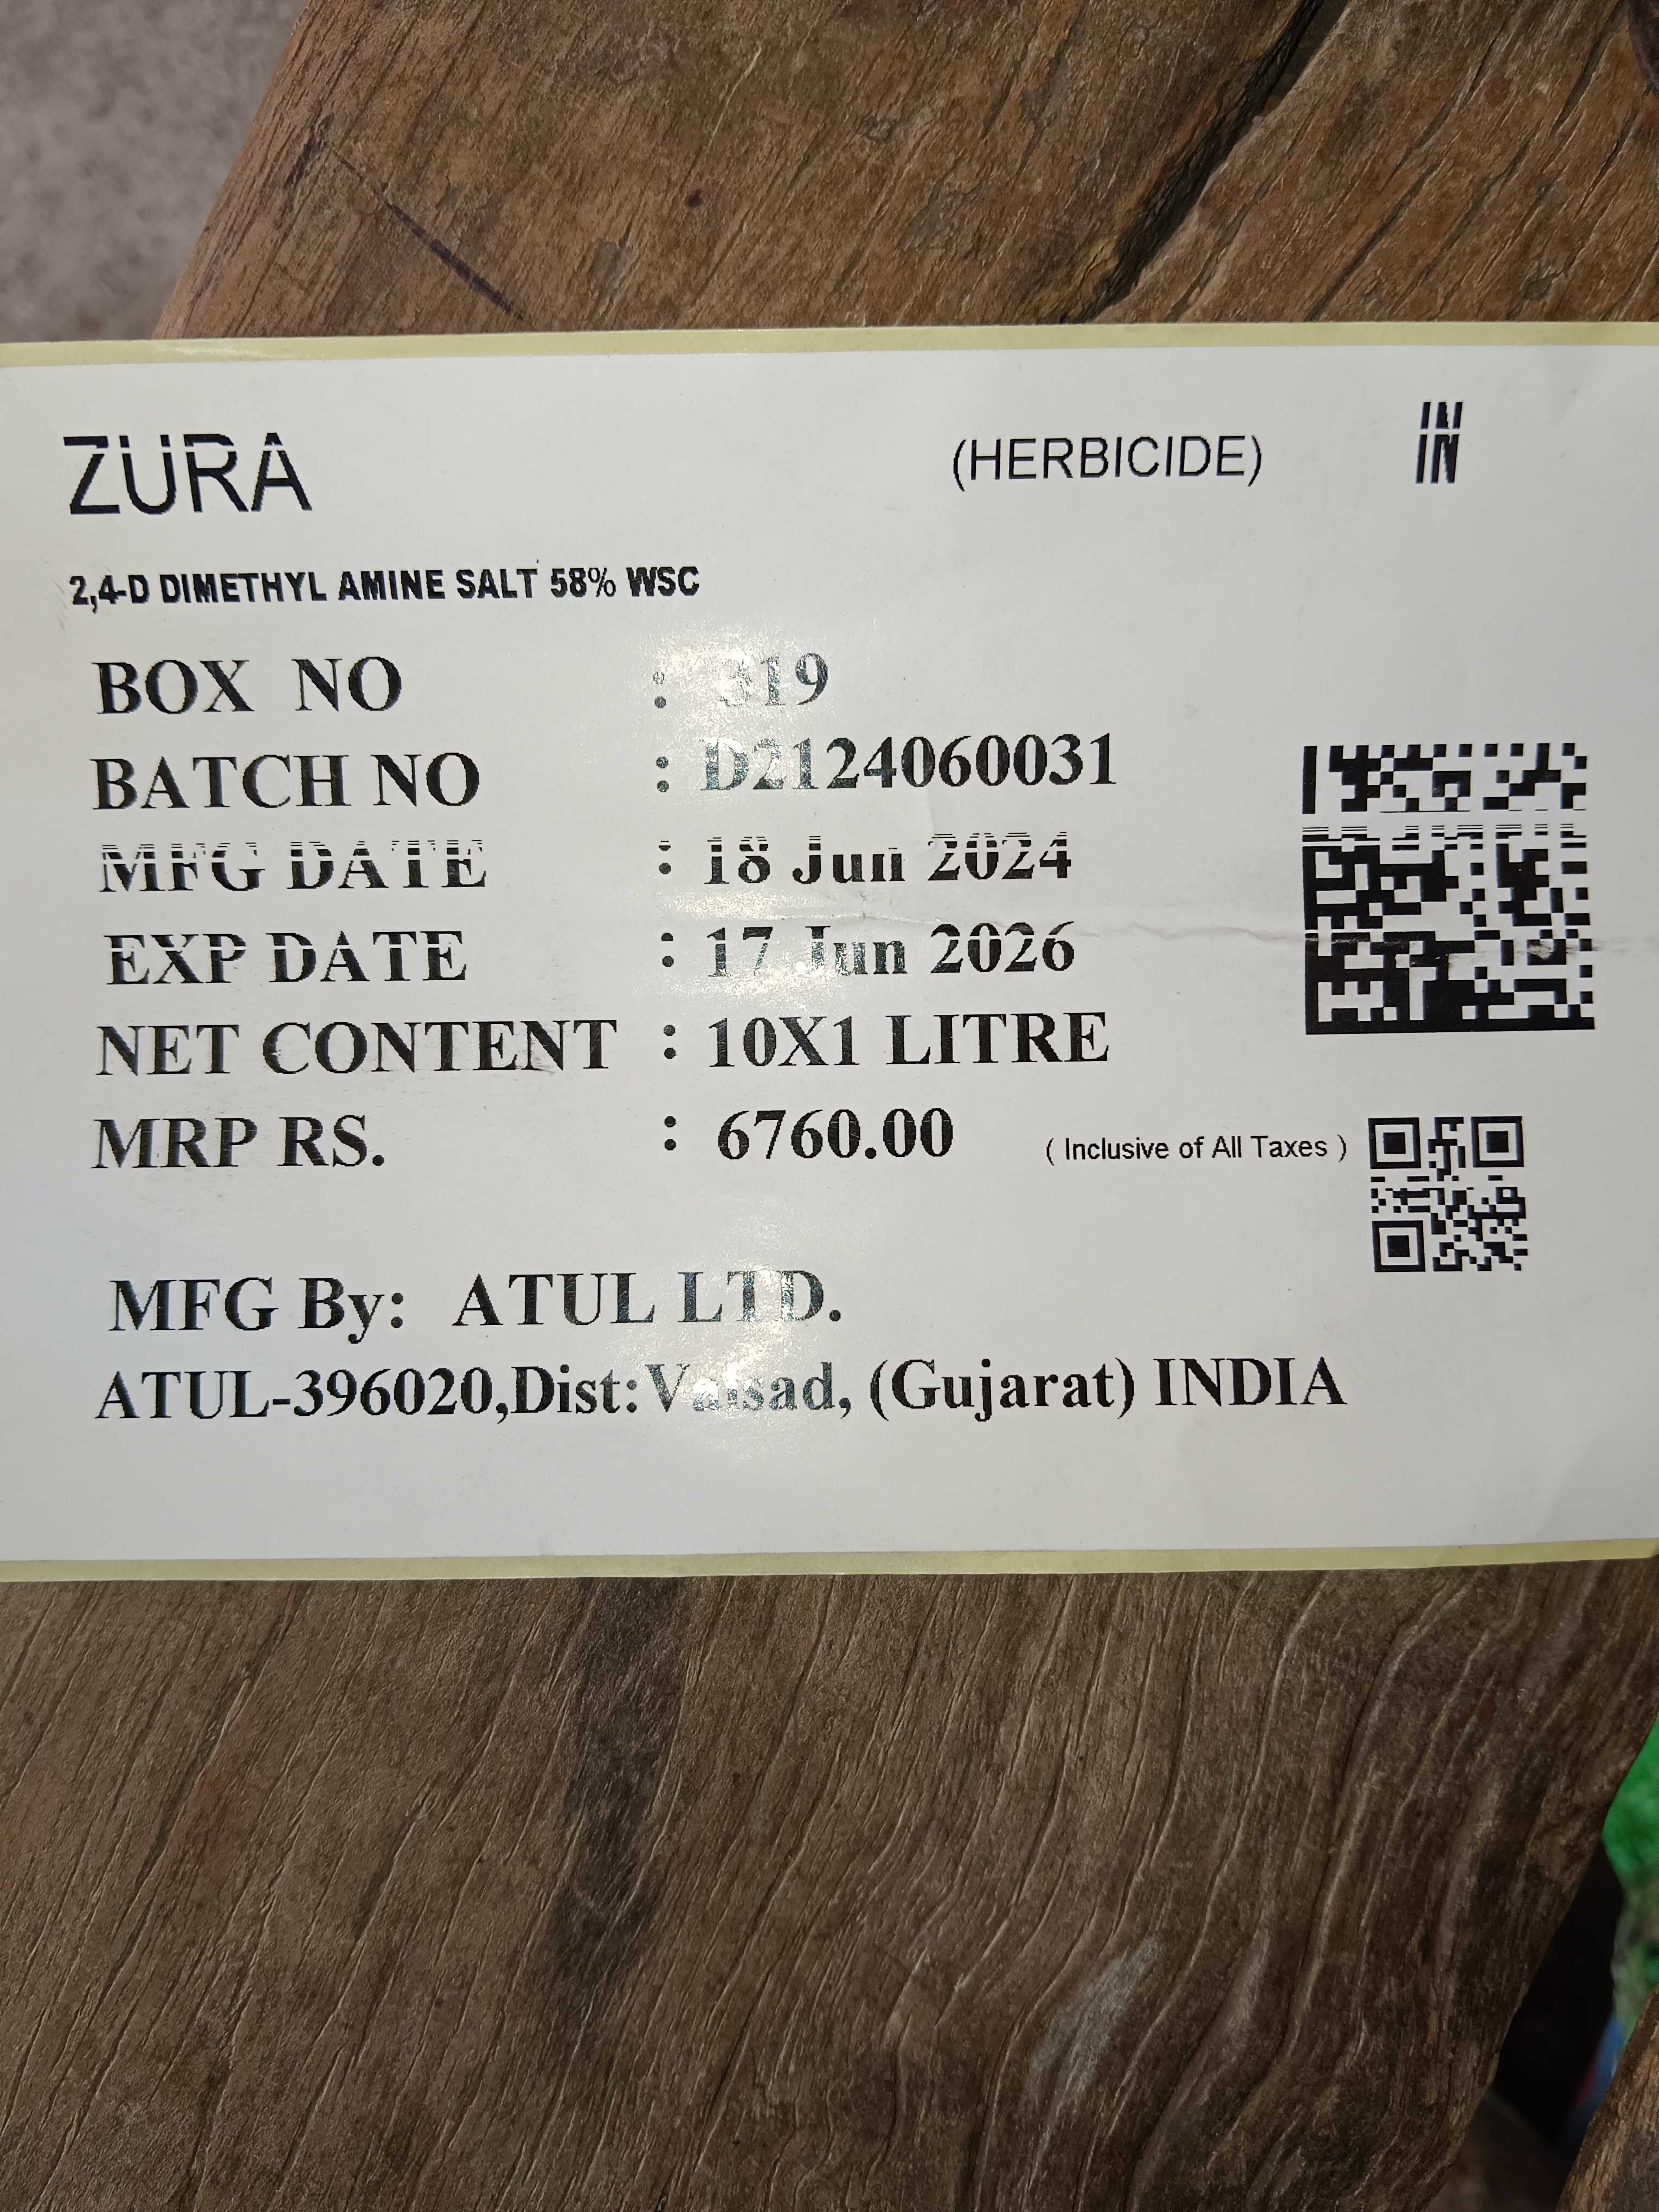 ZURA (HERBICIDE) IN
2,4-D DIMETHYL AMINE SALT 58% WSC
BOX NO : 319
BATCH NO : D2124060031
MFG DATE : 18 Jun 2024
EXP DATE : 17 Jun 2026
NET CONTENT : 10X1 LITRE
MRP RS. : 6760.00 ( Inclusive of All Taxes )
MFG By: ATUL LTD.
ATUL-396020,Dist:Valsad, (Gujarat) INDIA